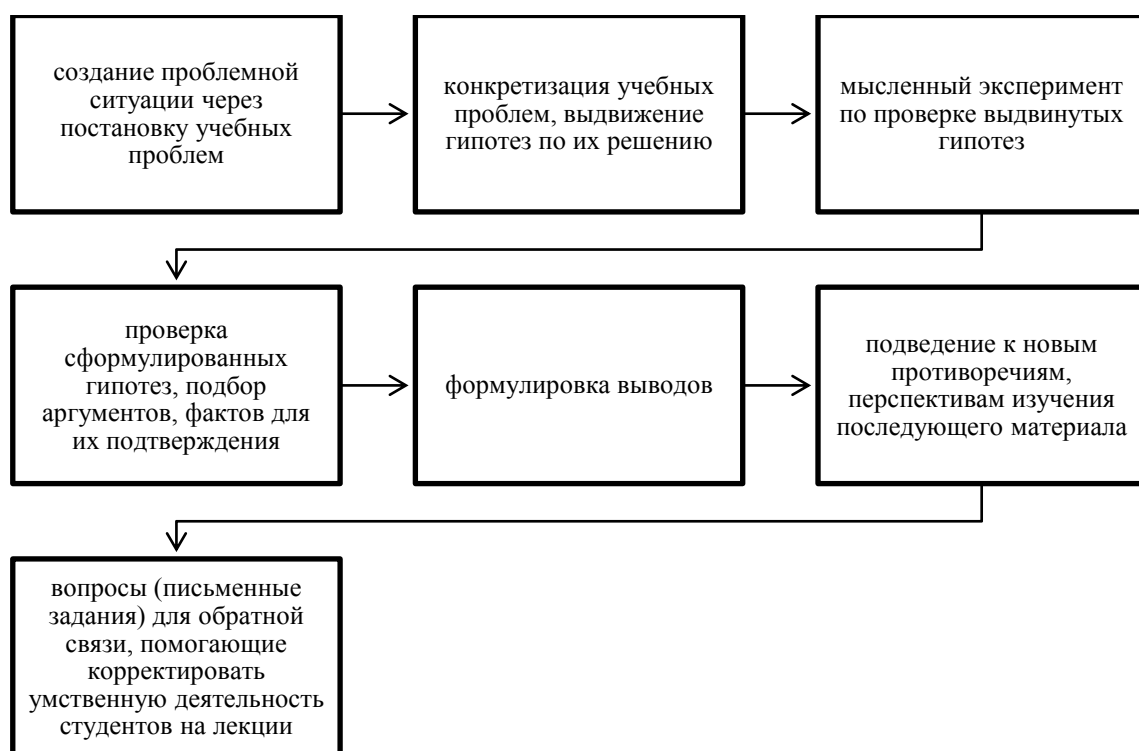 создание проблемной
ситуации через
постановку учебных
проблем
конкретизация учебных
проблем, выдвижение
гипотез по их решению
мысленный эксперимент
по проверке выдвинутых
гипотез
проверка
сформулированных
гипотез, подбор
аргументов, фактов для
их подтверждения
формулировка выводов
подведение к новым
противоречиям,
перспективам изучения
последующего материала
вопросы (письменные
задания) для обратной
связи, помогающие
корректировать
умственную деятельность
студентов на лекции